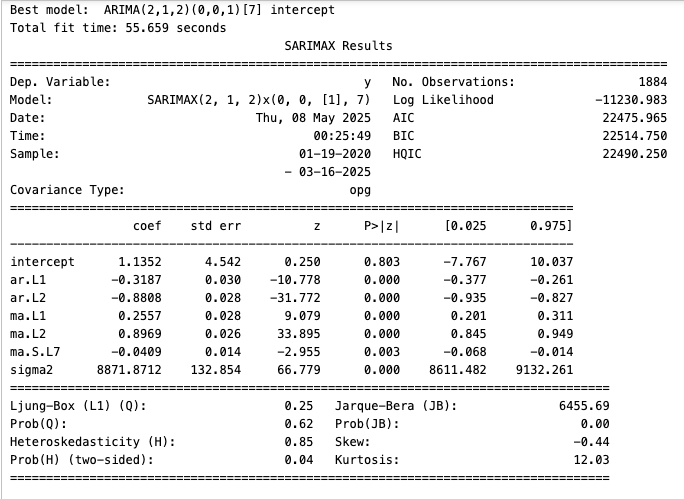 Best model:  ARIMA(2,1,2)(0,0,1)[7] intercept
Total fit time: 55.659 seconds
                                     SARIMAX Results
==========================================================================================
Dep. Variable:                                  y   No. Observations:                 1884
Model:             SARIMAX(2, 1, 2)x(0, 0, [1], 7)   Log Likelihood              -11230.983
Date:                            Thu, 08 May 2025   AIC                          22475.965
Time:                                    00:25:49   BIC                          22514.750
Sample:                                01-19-2020   HQIC                         22490.250
                                     - 03-16-2025
Covariance Type:                              opg
==============================================================================
                 coef    std err          z      P>|z|      [0.025      0.975]
------------------------------------------------------------------------------
intercept      1.1352      4.542      0.250      0.803      -7.767      10.037
ar.L1         -0.3187      0.030    -10.778      0.000      -0.377      -0.261
ar.L2         -0.8808      0.028    -31.772      0.000      -0.935      -0.827
ma.L1          0.2557      0.028      9.079      0.000       0.201       0.311
ma.L2          0.8969      0.026     33.895      0.000       0.845       0.949
ma.S.L7       -0.0409      0.014     -2.955      0.003      -0.068      -0.014
sigma2      8871.8712    132.854     66.779      0.000    8611.482    9132.261
===================================================================================
Ljung-Box (L1) (Q):                   0.25   Jarque-Bera (JB):              6455.69
Prob(Q):                              0.62   Prob(JB):                         0.00
Heteroskedasticity (H):               0.85   Skew:                            -0.44
Prob(H) (two-sided):                  0.04   Kurtosis:                        12.03
===================================================================================